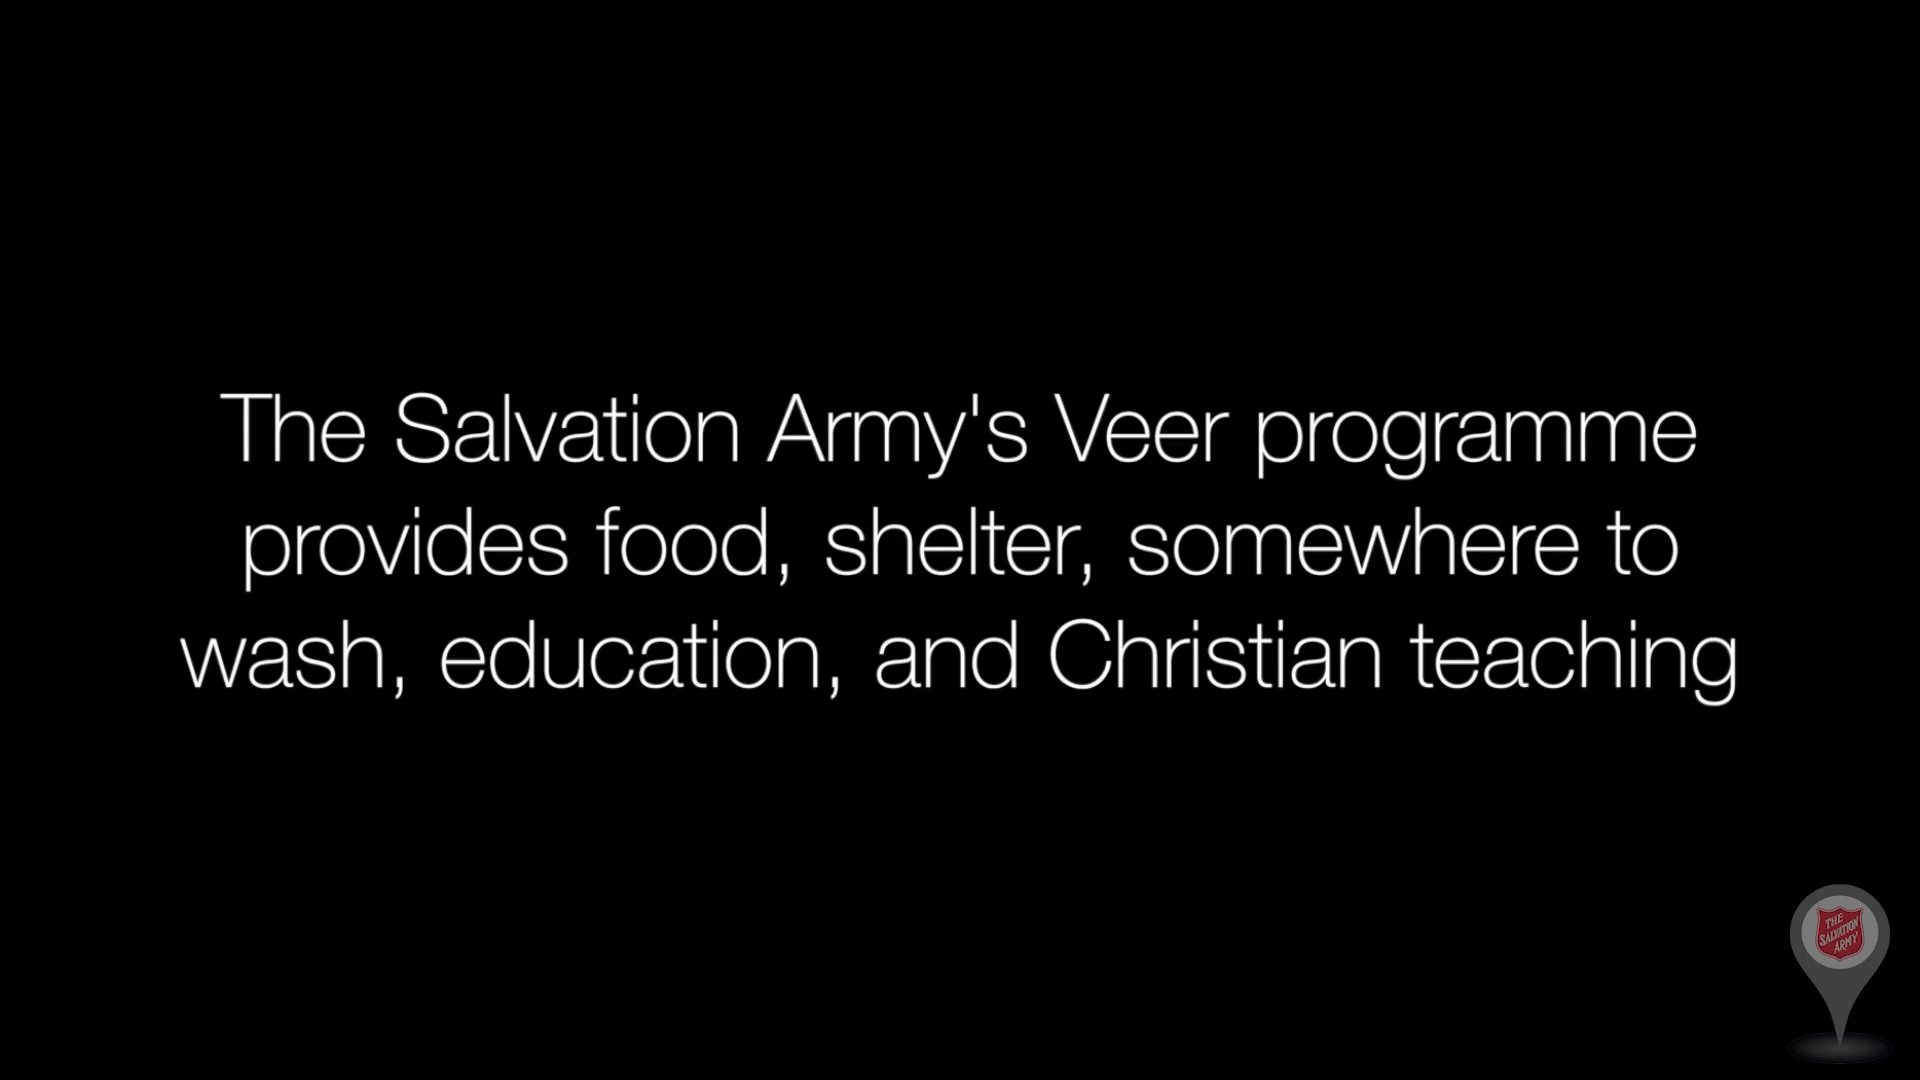 The Salvation Army's Veer programme
provides food, shelter, somewhere to
wash, education, and Christian teaching
THE
SALVATION
ARMY